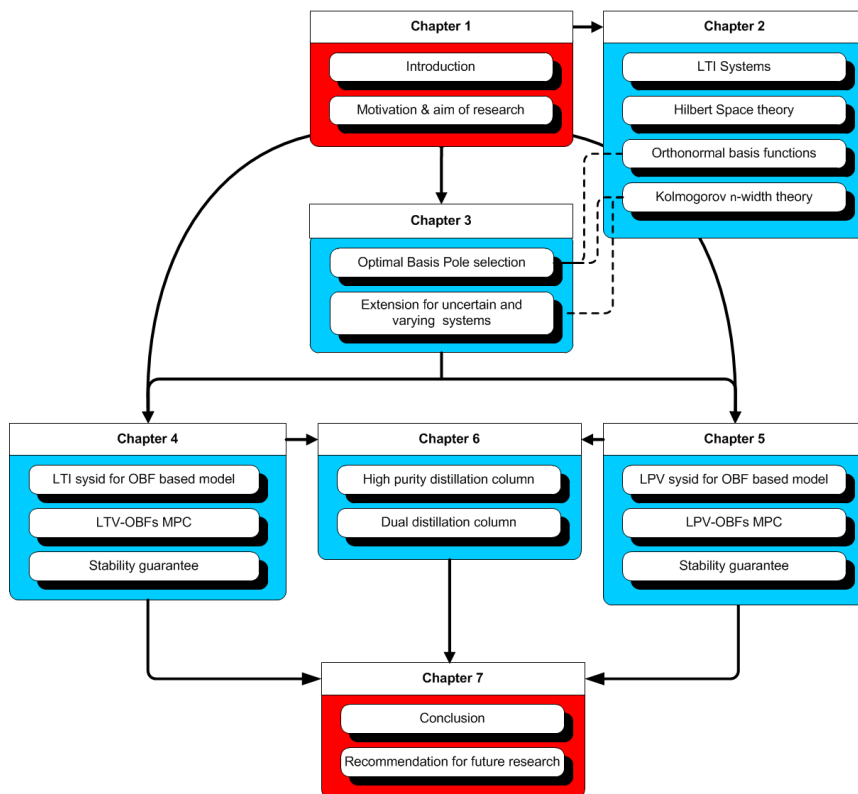 Chapter 1
Introduction
Motivation & aim of research
Chapter 2
LTI Systems
Hilbert Space theory
Orthonormal basis functions
Kolmogorov n-width theory
Chapter 3
Optimal Basis Pole selection
Extension for uncertain and
varying systems
Chapter 4
LTI sysid for OBF based model
LTV-OBFs MPC
Stability guarantee
Chapter 6
High purity distillation column
Dual distillation column
Chapter 5
LPV sysid for OBF based model
LPV-OBFs MPC
Stability guarantee
Chapter 7
Conclusion
Recommendation for future research